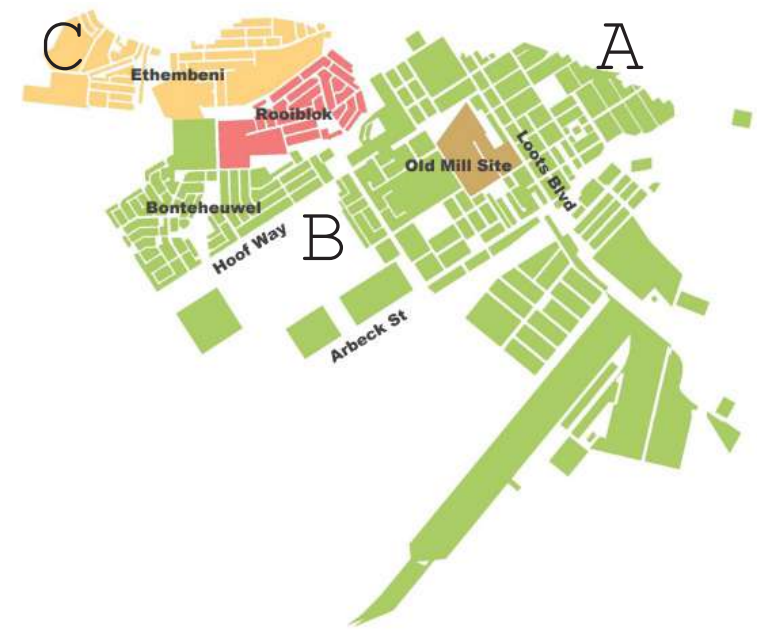 C
A
Ethembeni
Rooiblok
Old Mill Site
Loots Blvd
Bonteheuwel
Hoof Way
B
Arbeck St